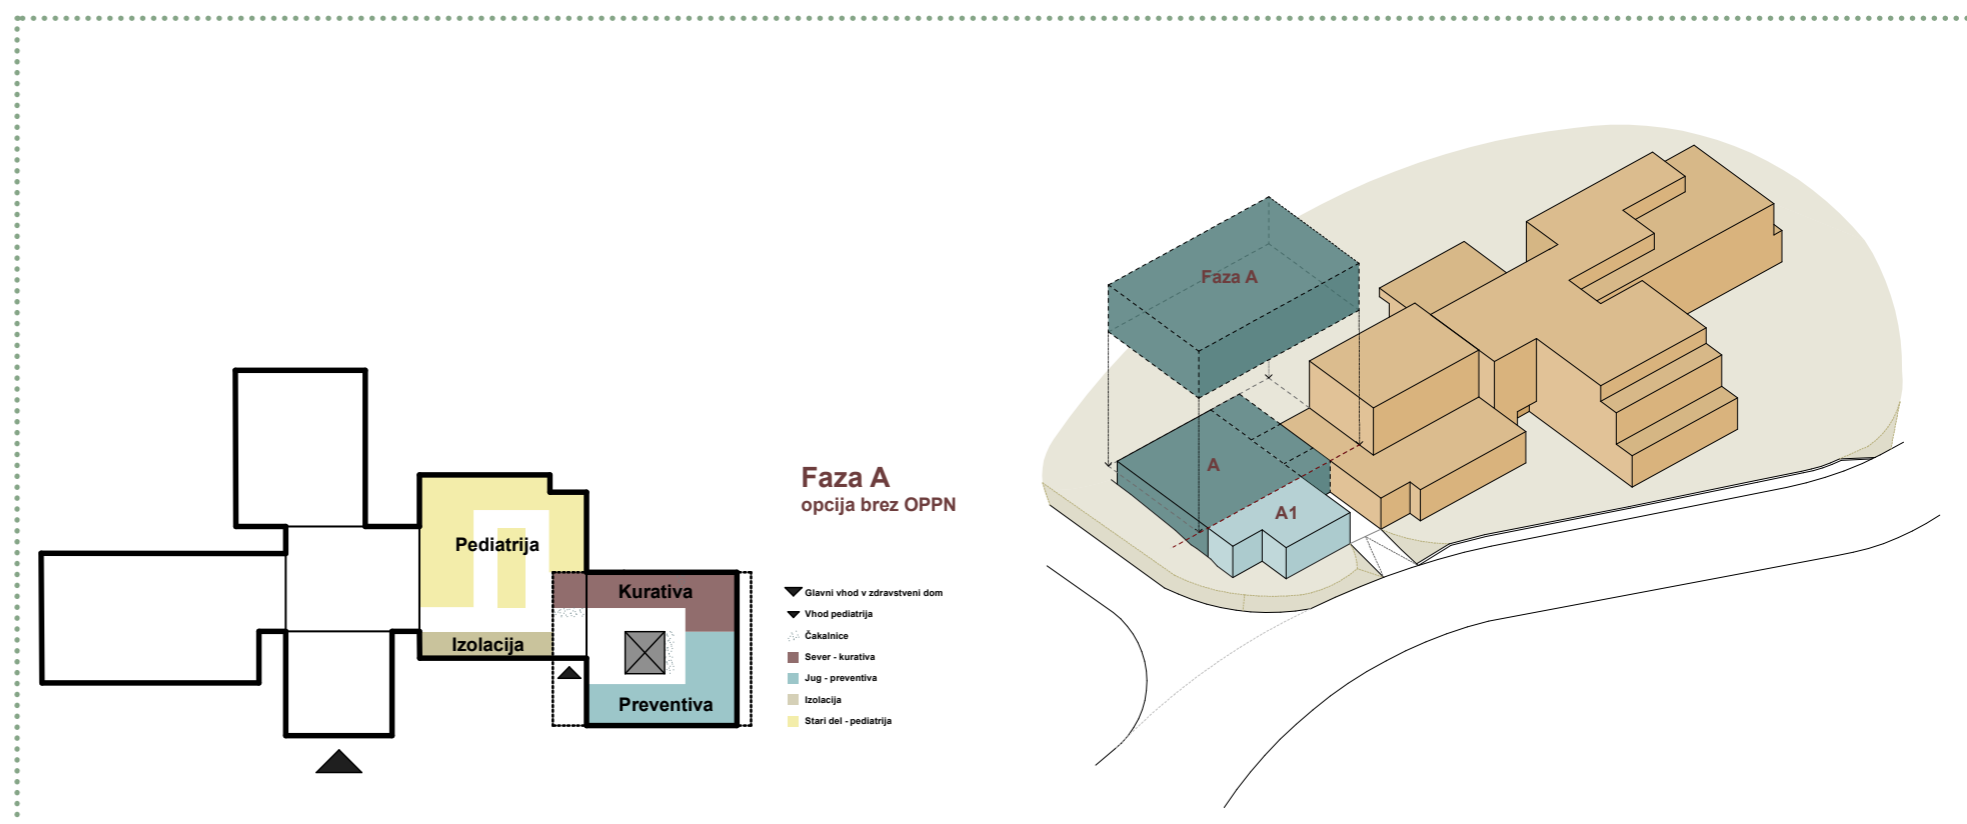 Pediatrija
Izolacija
Kurativa
Preventiva
Faza A
opcija brez OPPN
Glavni vhod v zdravstveni dom
Vhod pediatrija
Čakalnice
Sever - kurativa
Jug - preventiva
Izolacija
Stari del - pediatrija
Faza A
A
A1